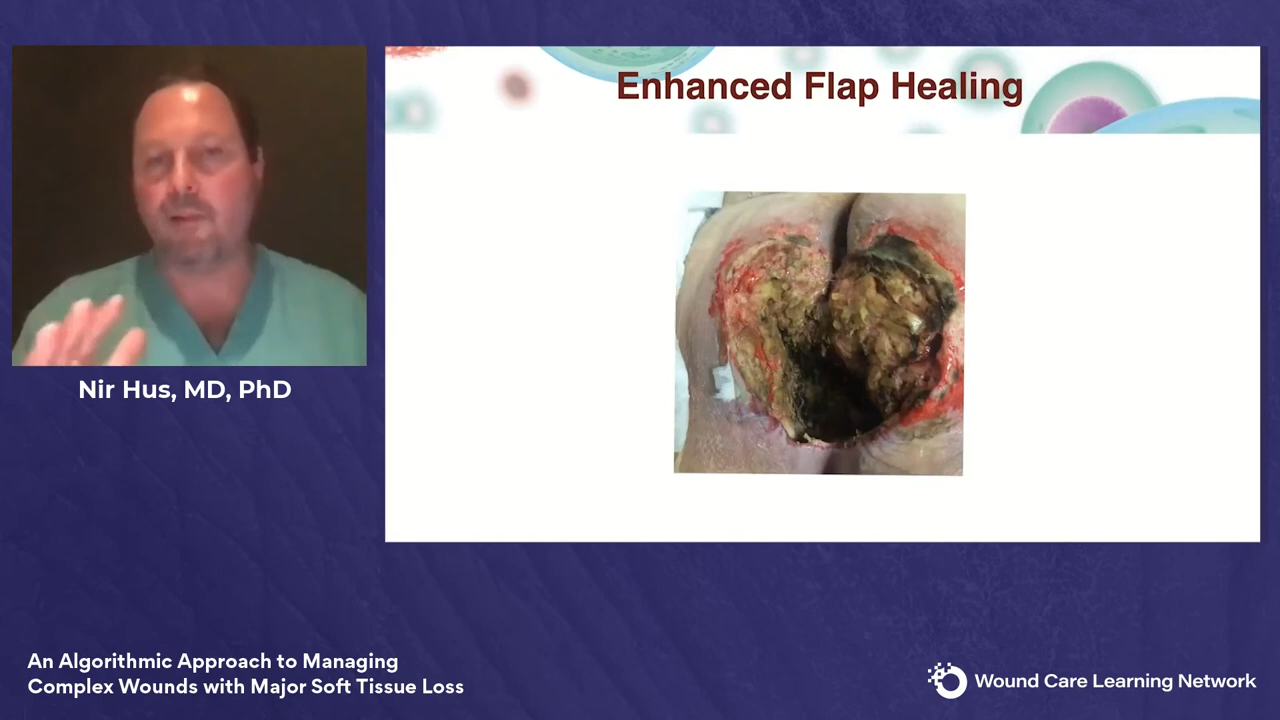 Enhanced Flap Healing
Nir Hus, MD, PhD
An Algorithmic Approach to Managing
Complex Wounds with Major Soft Tissue Loss
Wound Care Learning Network